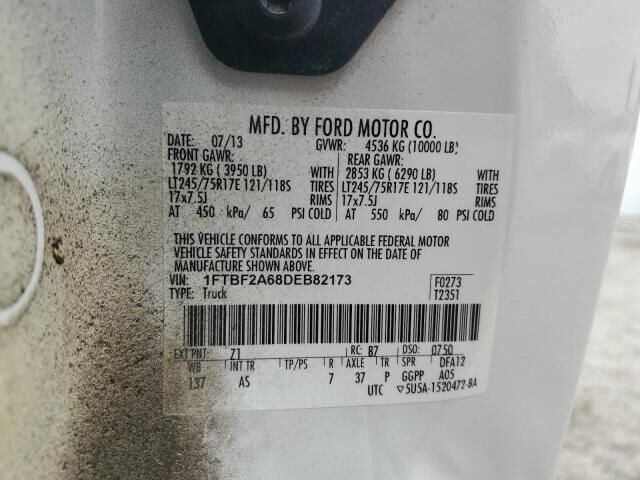 MFD. BY FORD MOTOR CO.
DATE: 07/13 GVWR: 4536 KG (10000 LB)
FRONT GAWR: REAR GAWR:
1792 KG (3950 LB) WITH 2853 KG (6290 LB) WITH
LT245/75R17E 121/118S TIRES LT245/75R17E 121/118S TIRES
17x7.5J RIMS 17x7.5J RIMS
AT 450 kPa/ 65 PSI COLD AT 550 kPa/ 80 PSI COLD
THIS VEHICLE CONFORMS TO ALL APPLICABLE FEDERAL MOTOR
VEHICLE SAFETY STANDARDS IN EFFECT ON THE DATE OF
MANUFACTURE SHOWN ABOVE.
VIN: 1FTBF2A68DEB82173 F0273
TYPE: Truck T2351
EXT PNT: Z1 RC: 87 DSO: 0750
WB INT TR TP/PS R AXLE TR SPR DFA12
137 AS 7 37 P GGPP A05
UTC ▽5U5A-1520472-BA